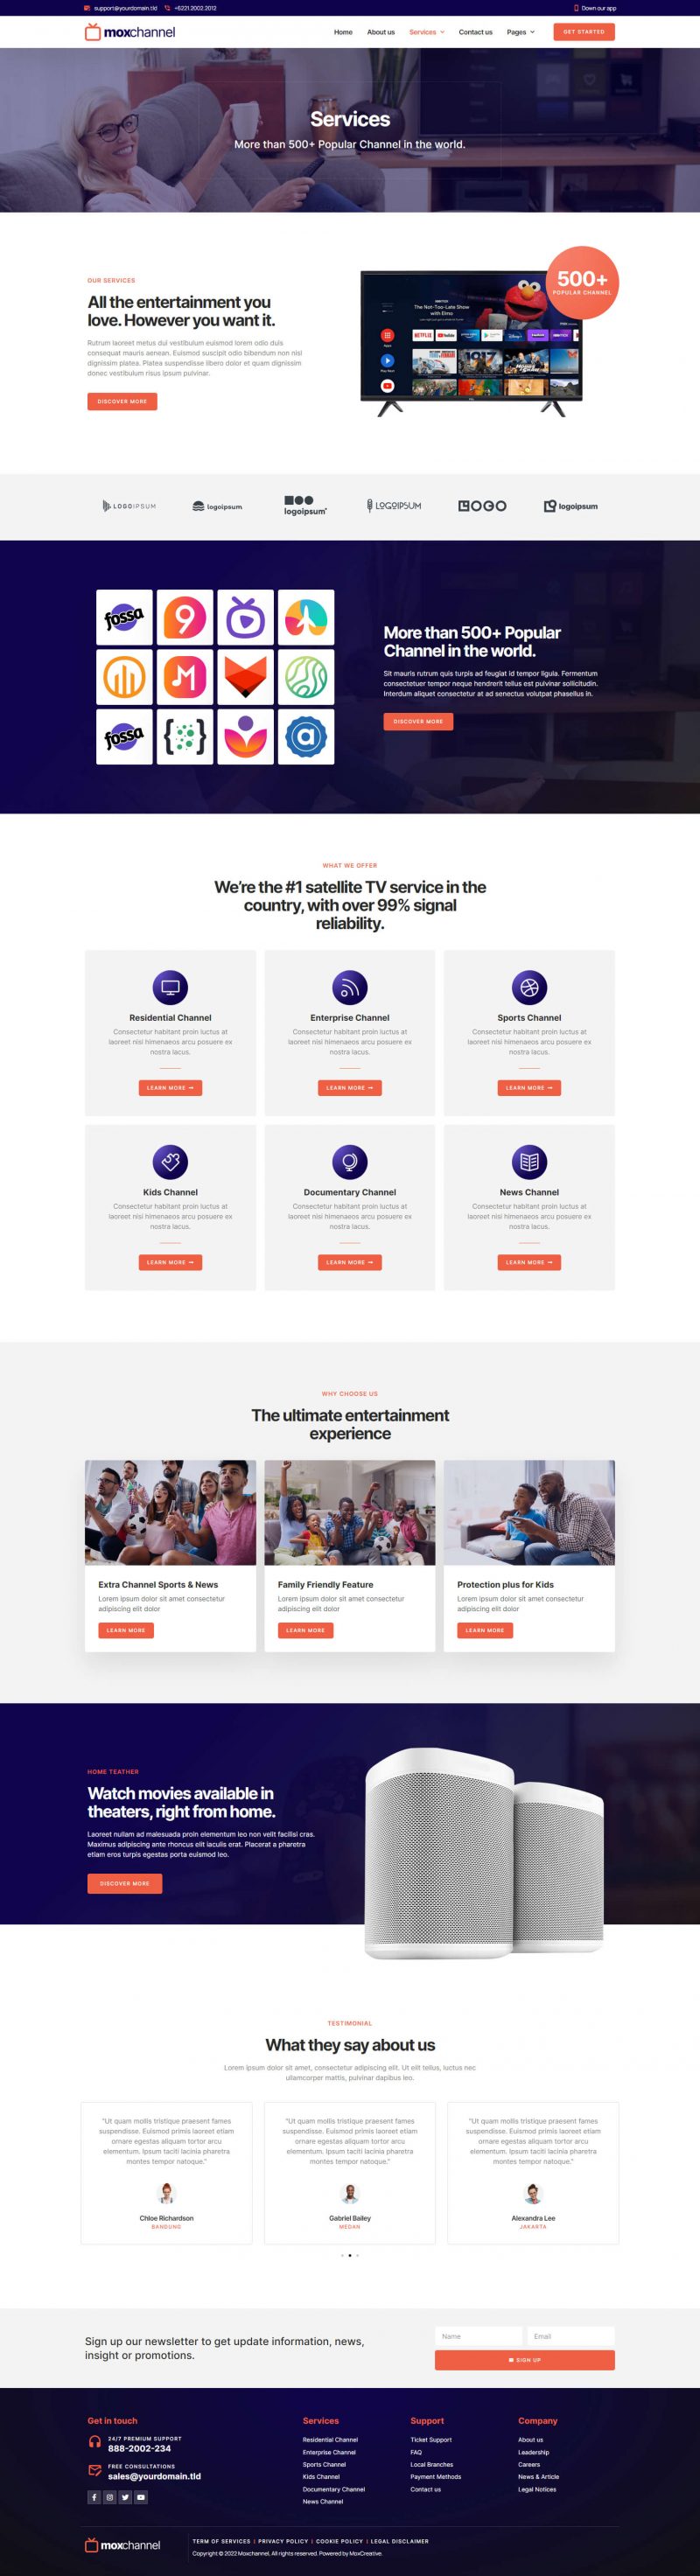 support@yourdomain.tld +6221.2002.2012 Down our app
moxchannel Home About us Services Contact us Pages GET STARTED
Services
More than 500+ Popular Channel in the world.
OUR SERVICES
All the entertainment you
love. However you want it.
Rutrum laoreet metus dui vestibulum euismod lorem odio duis
consequat mauris aenean. Euismod suscipit odio bibendum non nisl
dignissim platea. Platea suspendisse libero dolor et quam dignissim
donec vestibulum risus ipsum pulvinar.
DISCOVER MORE
500+
POPULAR CHANNEL
The Not-Too-Late Show
with Elmo
NETFLIX YouTube
LOGOIPSUM logoipsum logoipsum LOGOIPSUM LOGO logoipsum
fossa 9
M
fossa a
More than 500+ Popular
Channel in the world.
Sit mauris rutrum quis turpis ad feugiat id tempor ligula. Fermentum
consectetuer tempor neque hendrerit tellus est pulvinar sollicitudin.
Interdum aliquet consectetur at ad senectus volutpat phasellus in.
DISCOVER MORE
WHAT WE OFFER
We're the #1 satellite TV service in the
country, with over 99% signal
reliability.
Residential Channel
Consectetur habitant proin luctus at
laoreet nisi himenaeos arcu posuere ex
nostra lacus.
LEARN MORE
Enterprise Channel
Consectetur habitant proin luctus at
laoreet nisi himenaeos arcu posuere ex
nostra lacus.
LEARN MORE
Sports Channel
Consectetur habitant proin luctus at
laoreet nisi himenaeos arcu posuere ex
nostra lacus.
LEARN MORE
Kids Channel
Consectetur habitant proin luctus at
laoreet nisi himenaeos arcu posuere ex
nostra lacus.
LEARN MORE
Documentary Channel
Consectetur habitant proin luctus at
laoreet nisi himenaeos arcu posuere ex
nostra lacus.
LEARN MORE
News Channel
Consectetur habitant proin luctus at
laoreet nisi himenaeos arcu posuere ex
nostra lacus.
LEARN MORE
WHY CHOOSE US
The ultimate entertainment
experience
Extra Channel Sports & News
Lorem ipsum dolor sit amet consectetur
adipiscing elit dolor
LEARN MORE
Family Friendly Feature
Lorem ipsum dolor sit amet consectetur
adipiscing elit dolor
LEARN MORE
Protection plus for Kids
Lorem ipsum dolor sit amet consectetur
adipiscing elit dolor
LEARN MORE
HOME TEATHER
Watch movies available in
theaters, right from home.
Laoreet nullam ad malesuada proin elementum leo non velit facilisi cras.
Maximus adipiscing ante rhoncus elit iaculis erat. Placerat a pharetra
etiam eros turpis egestas porta euismod leo.
DISCOVER MORE
TESTIMONIAL
What they say about us
Lorem ipsum dolor sit amet, consectetur adipiscing elit. Ut elit tellus, luctus nec
ullamcorper mattis, pulvinar dapibus leo.
"Ut quam mollis tristique praesent fames
suspendisse. Euismod primis laoreet etiam
ornare egestas aliquam tortor arcu
elementum. Ipsum taciti lacinia pharetra
montes tempor natoque."
Chloe Richardson
BANDUNG
"Ut quam mollis tristique praesent fames
suspendisse. Euismod primis laoreet etiam
ornare egestas aliquam tortor arcu
elementum. Ipsum taciti lacinia pharetra
montes tempor natoque."
Gabriel Bailey
MEDAN
"Ut quam mollis tristique praesent fames
suspendisse. Euismod primis laoreet etiam
ornare egestas aliquam tortor arcu
elementum. Ipsum taciti lacinia pharetra
montes tempor natoque."
Alexandra Lee
JAKARTA
Sign up our newsletter to get update information, news,
insight or promotions.
Name Email
SIGN UP
Get in touch
24/7 PREMIUM SUPPORT
888-2002-234
FREE CONSULTATIONS
sales@yourdomain.tld
Services
Residential Channel
Enterprise Channel
Sports Channel
Kids Channel
Documentary Channel
News Channel
Support
Ticket Support
FAQ
Local Branches
Payment Methods
Contact us
Company
About us
Leadership
Careers
News & Article
Legal Notices
moxchannel
TERM OF SERVICES | PRIVACY POLICY | COOKIE POLICY | LEGAL DISCLAIMER
Copyright © 2022 Moxchannel, All rights reserved. Powered by MoxCreative.